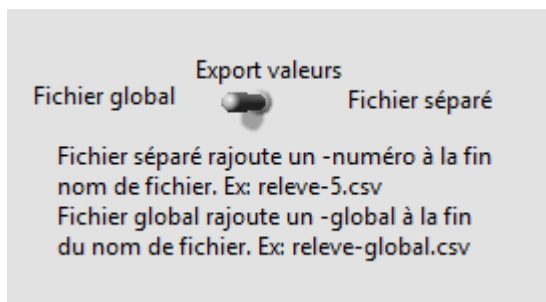 Export valeurs
Fichier global
Fichier séparé
Fichier séparé rajoute un -numéro à la fin
nom de fichier. Ex: releve-5.csv
Fichier global rajoute un -global à la fin
du nom de fichier. Ex: releve-global.csv